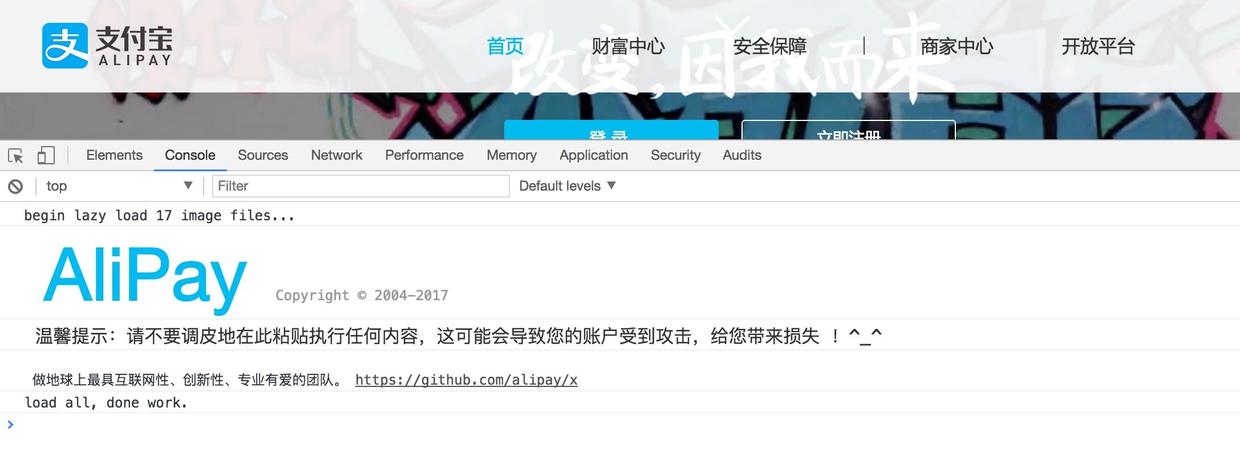 支付宝
ALIPAY
首页 财富中心 安全保障 | 商家中心 开放平台
改变,因我而来
登录 立即注册
Elements Console Sources Network Performance Memory Application Security Audits
top Filter Default levels
begin lazy load 17 image files...
AliPay Copyright © 2004-2017
温馨提示：请不要调皮地在此粘贴执行任何内容，这可能会导致您的账户受到攻击，给您带来损失 ！^_^
做地球上最具互联网性、创新性、专业有爱的团队。 https://github.com/alipay/x
load all, done work.